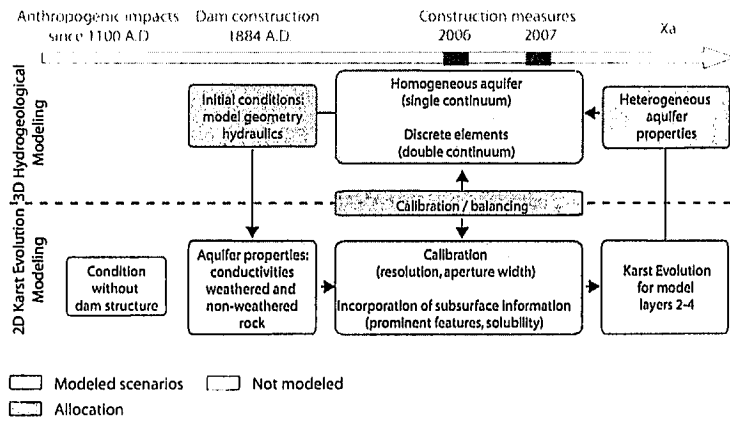 Anthropogenic impacts
since 1100 A.D.
Dam construction
1884 A.D.
Construction measures
2006
2007
Xa
3D Hydrogeological
Modeling
Initial conditions:
model geometry
hydraulics
Homogeneous aquifer
(single continuum)
Discrete elements
(double continuum)
Heterogeneous
aquifer
properties
Calibration / balancing
2D Karst Evolution
Modeling
Condition
without
dam structure
Aquifer properties:
conductivities
weathered and
non-weathered
rock
Calibration
(resolution, aperture width)
Incorporation of subsurface information
(prominent features, solubility)
Karst Evolution
for model
layers 2-4
Modeled scenarios
Not modeled
Allocation